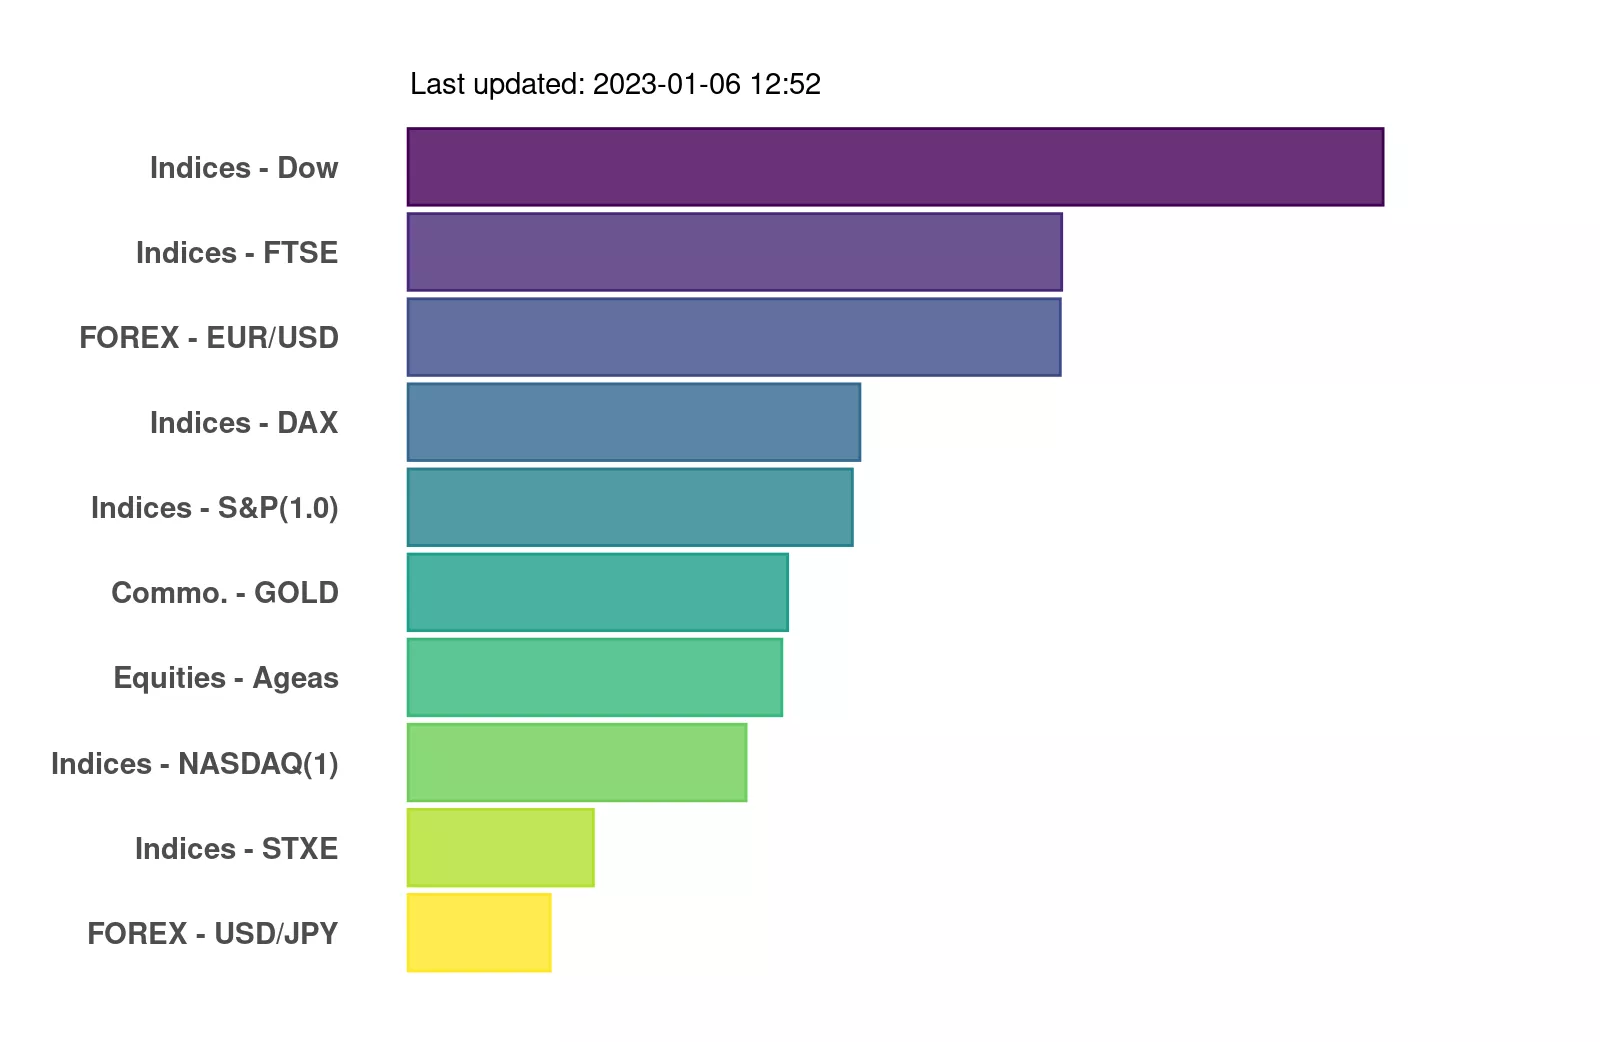 Last updated: 2023-01-06 12:52
Indices - Dow
Indices - FTSE
FOREX - EUR/USD
Indices - DAX
Indices - S&P(1.0)
Commo. - GOLD
Equities - Ageas
Indices - NASDAQ(1)
Indices - STXE
FOREX - USD/JPY